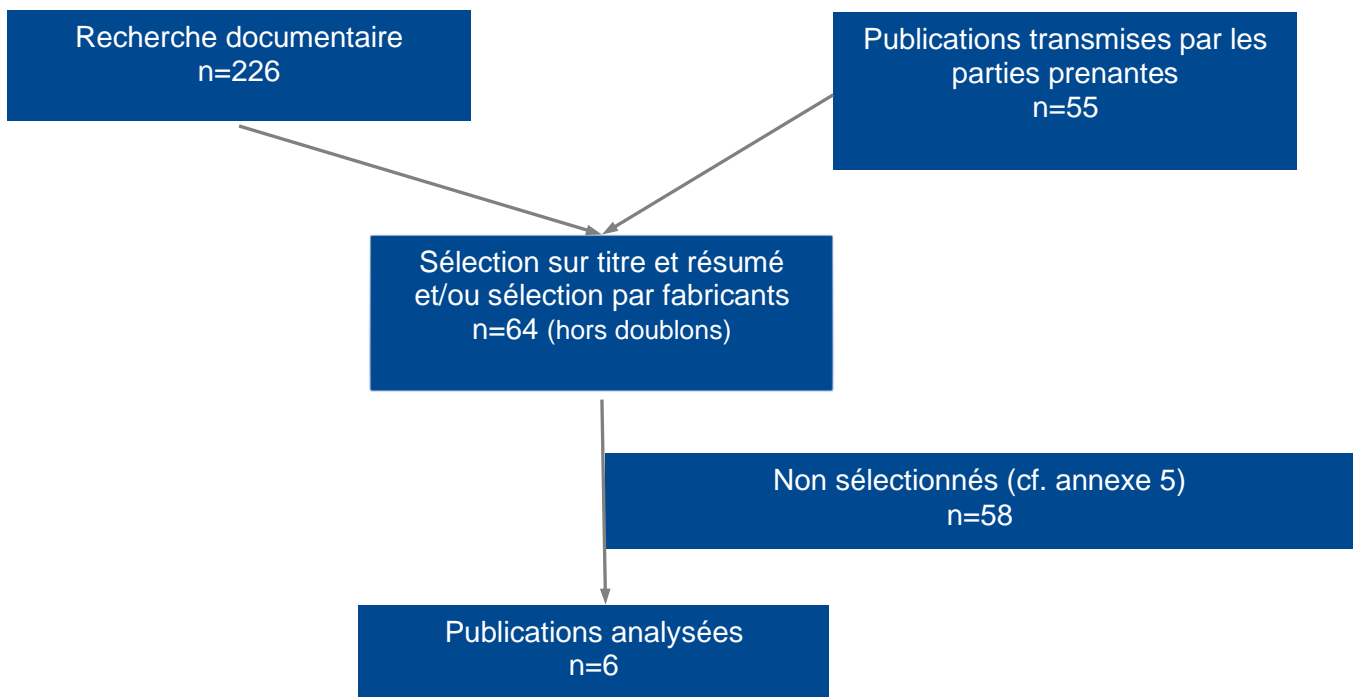 Recherche documentaire
n=226
Publications transmises par les
parties prenantes
n=55
Sélection sur titre et résumé
et/ou sélection par fabricants
n=64 (hors doublons)
Non sélectionnés (cf. annexe 5)
n=58
Publications analysées
n=6